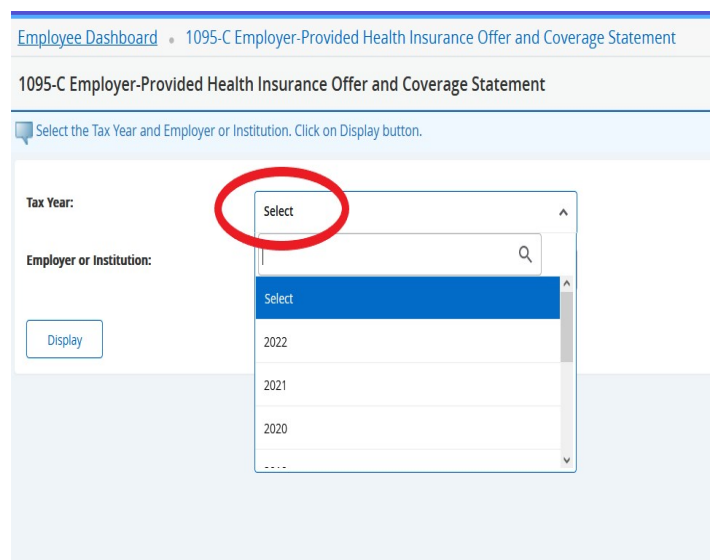 Employee Dashboard • 1095-C Employer-Provided Health Insurance Offer and Coverage Statement
1095-C Employer-Provided Health Insurance Offer and Coverage Statement
Select the Tax Year and Employer or Institution. Click on Display button.
Tax Year:
Select
Employer or Institution:
Select
2022
2021
2020
Display